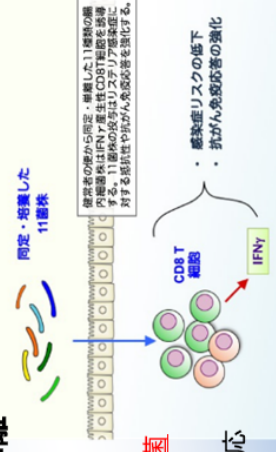 離
菌
応
同定・培養した
11菌株
健常者の便から同定・単離した11種類の腸
内細菌株はIFNγ産生性CD8T細胞を誘導
する。11菌株の投与はリステリア感染症に
対する抵抗性や抗がん免疫応答を強化する。
CD8 T
細胞
IFNγ
・ 感染症リスクの低下
・ 抗がん免疫応答の強化